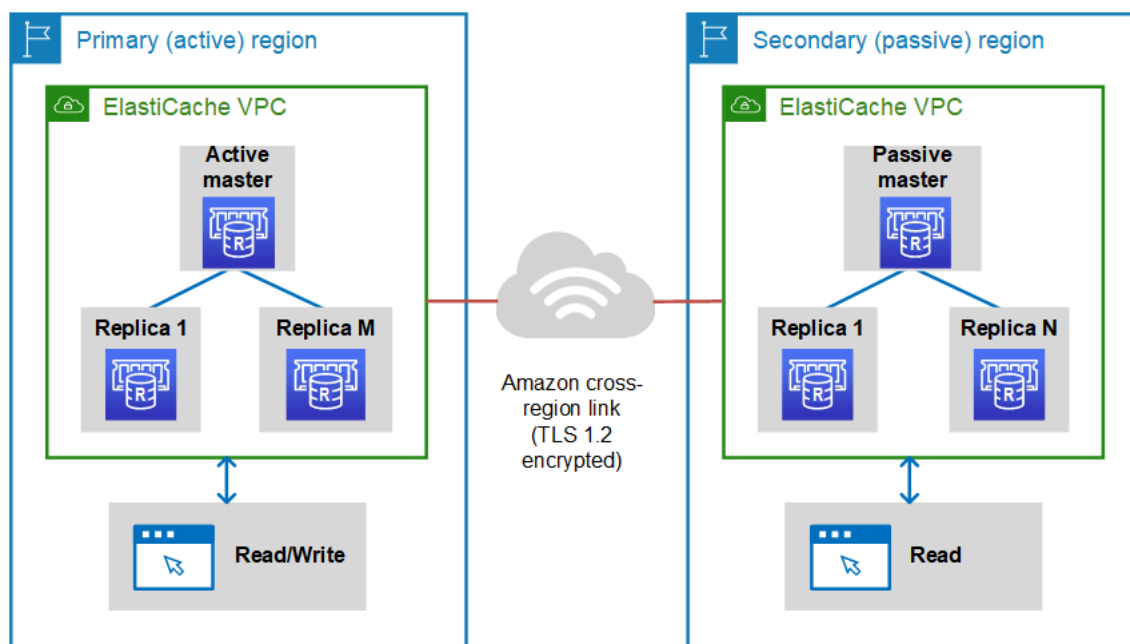 Primary (active) region
ElastiCache VPC
Active
master
R
Replica 1
R
Replica M
R
Read/Write
Amazon cross-
region link
(TLS 1.2
encrypted)
Secondary (passive) region
ElastiCache VPC
Passive
master
R
Replica 1
R
Replica N
R
Read